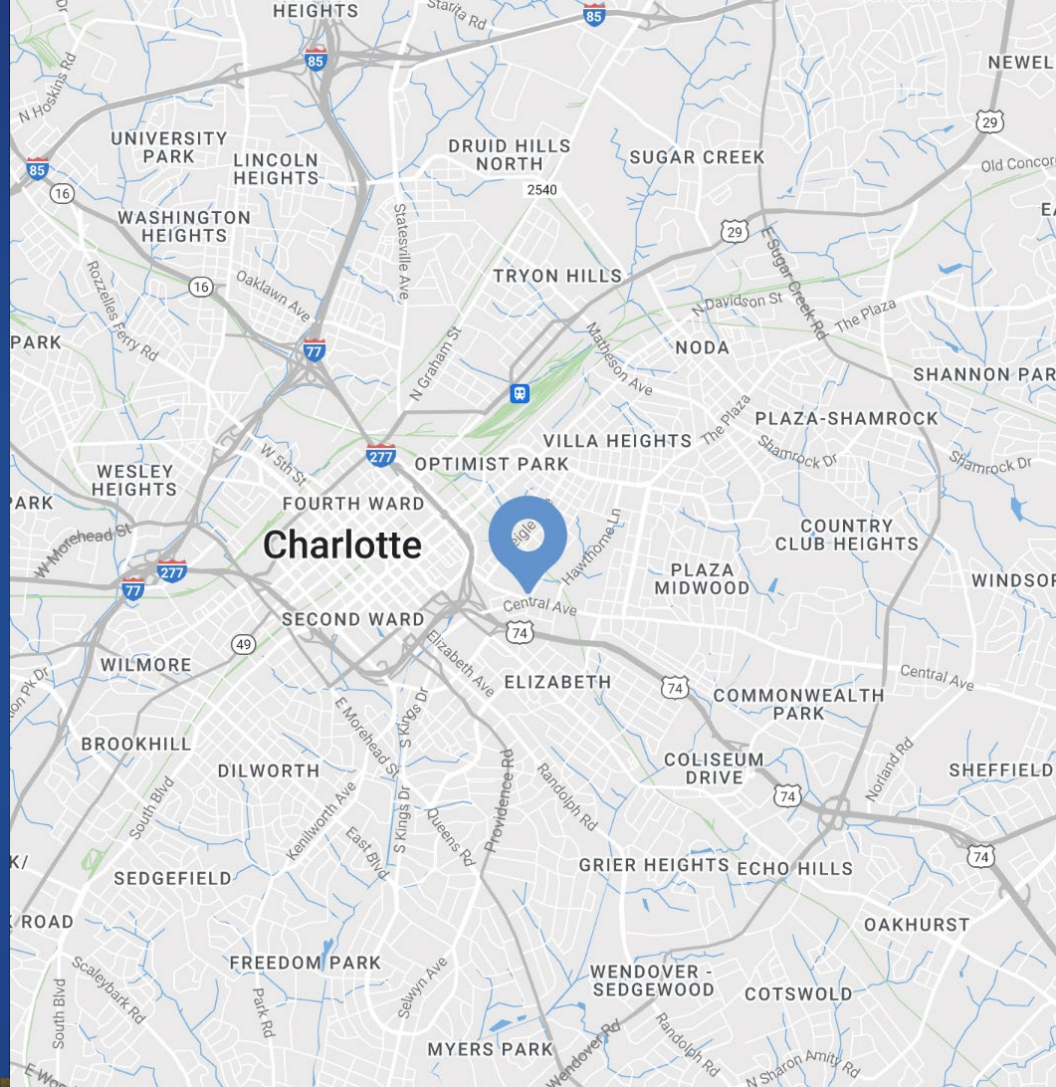 HEIGHTS
Starita Rd
85
85
N Hoskins Rd
29
UNIVERSITY
PARK
LINCOLN
HEIGHTS
DRUID HILLS
NORTH
SUGAR CREEK
85
16
2540
WASHINGTON
HEIGHTS
Statesville Ave
29
E Sugar Creek Rd
16
Oaklawn Ave
TRYON HILLS
Rozzelles Ferry Rd
N Davidson St
The Plaza
PARK
77
N Graham St
Matheson Ave
NODA
The Plaza
PLAZA-SHAMROCK
277
W 5th St
OPTIMIST PARK
VILLA HEIGHTS
Shamrock Dr
Shamrock Dr
WESLEY
HEIGHTS
FOURTH WARD
Hawthorne Ln
COUNTRY
CLUB HEIGHTS
W Morehead St
Charlotte
277
77
PLAZA
MIDWOOD
Central Ave
SECOND WARD
74
49
WILMORE
Elizabeth Ave
ELIZABETH
74
Central Ave
COMMONWEALTH
PARK
S Kings Dr
E Morehead St
BROOKHILL
DILWORTH
COLISEUM
DRIVE
Norland Rd
SHEFFIELD
South Blvd
Kenilworth Ave
S Kings Dr
Queens Rd
Providence Rd
Randolph Rd
74
East Blvd
74
SEDGEFIELD
GRIER HEIGHTS
ECHO HILLS
ROAD
OAKHURST
FREEDOM PARK
Scaleybark Rd
South Blvd
Park Rd
Selwyn Ave
WENDOVER -
SEDGEWOOD
COTSWOLD
MYERS PARK
Wendover Rd
Randolph Rd
N Sharon Amity Rd